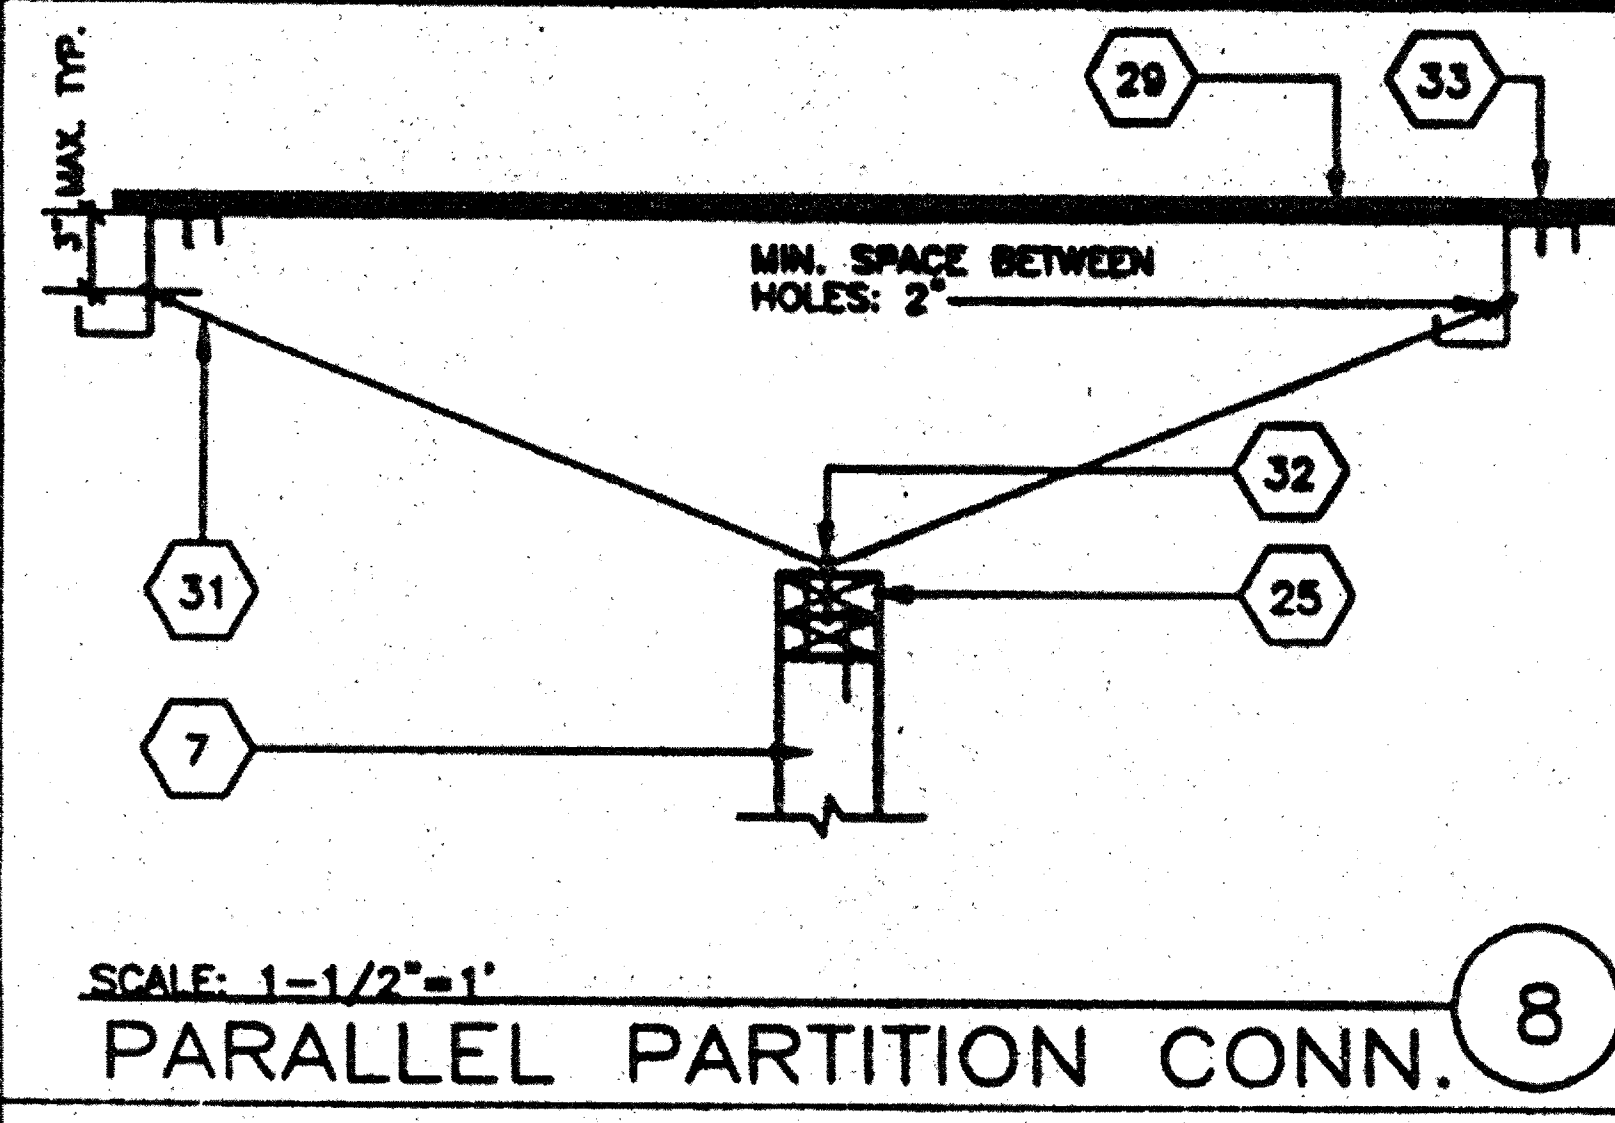 3" MAX. TYP.
29
33
MIN. SPACE BETWEEN
HOLES: 2"
32
31
25
7
SCALE: 1-1/2"=1'
PARALLEL PARTITION CONN.
8